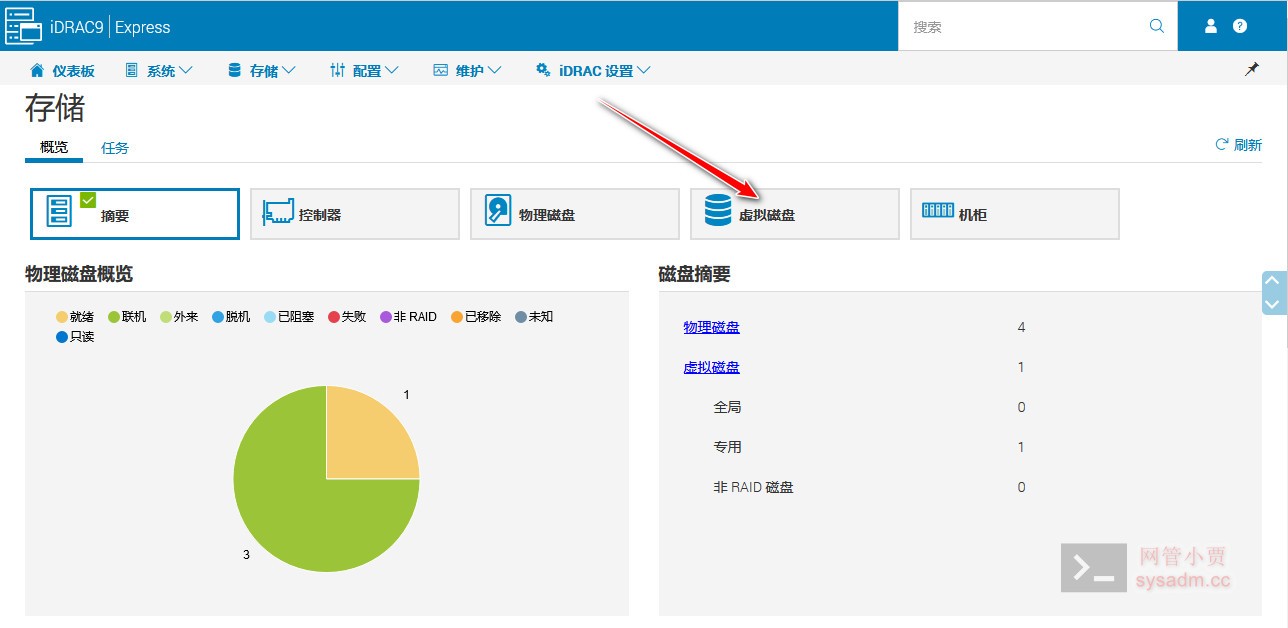 iDRAC9 | Express
搜索
仪表板 系统 存储 配置 维护 iDRAC 设置
存储
概览 任务
刷新
摘要 控制器 物理磁盘 虚拟磁盘 机柜
物理磁盘概览
就绪 联机 外来 脱机 已阻塞 失败 非 RAID 已移除 未知
只读
1
3
磁盘摘要
物理磁盘 4
虚拟磁盘 1
全局 0
专用 1
非 RAID 磁盘 0
网管小贾
sysadm.cc